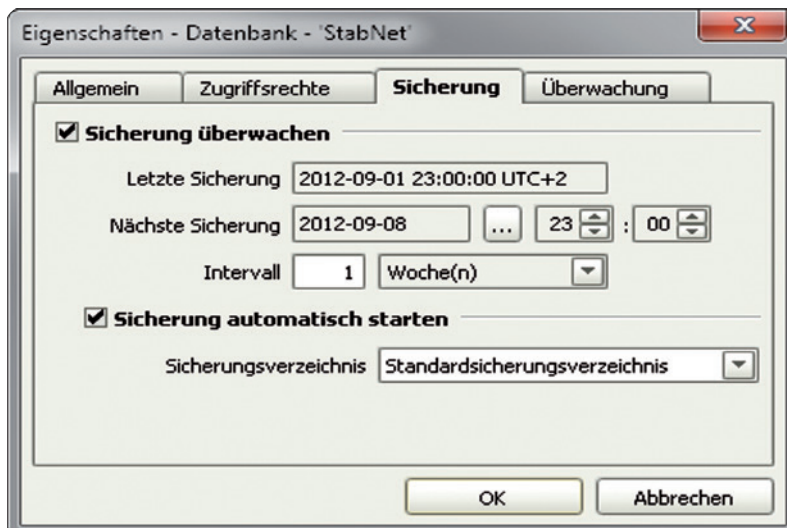 Eigenschaften - Datenbank - 'StabNet'
Allgemein Zugriffsrechte Sicherung Überwachung
Sicherung überwachen
Letzte Sicherung 2012-09-01 23:00:00 UTC+2
Nächste Sicherung 2012-09-08 ... 23 : 00
Intervall 1 Woche(n)
Sicherung automatisch starten
Sicherungsverzeichnis Standardsicherungsverzeichnis
OK Abbrechen